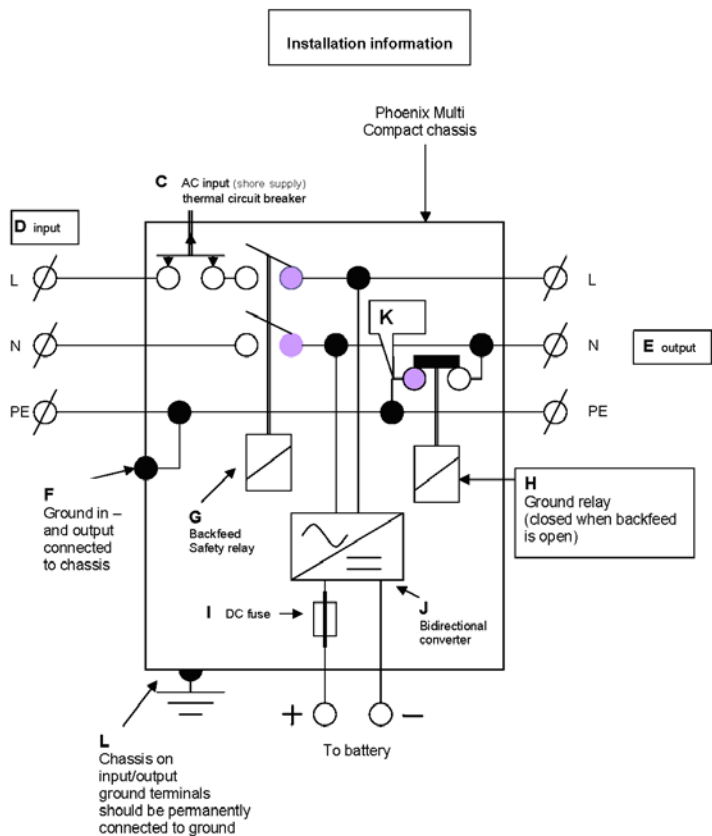 Installation information
Phoenix Multi
Compact chassis
C AC input (shore supply)
thermal circuit breaker
D input
L
L
K
N
N
E output
PE
PE
F
Ground in –
and output
connected
to chassis
G
Backfeed
Safety relay
H
Ground relay
(closed when backfeed
is open)
I DC fuse
J
Bidirectional
converter
+
–
To battery
L
Chassis on
input/output
ground terminals
should be permanently
connected to ground